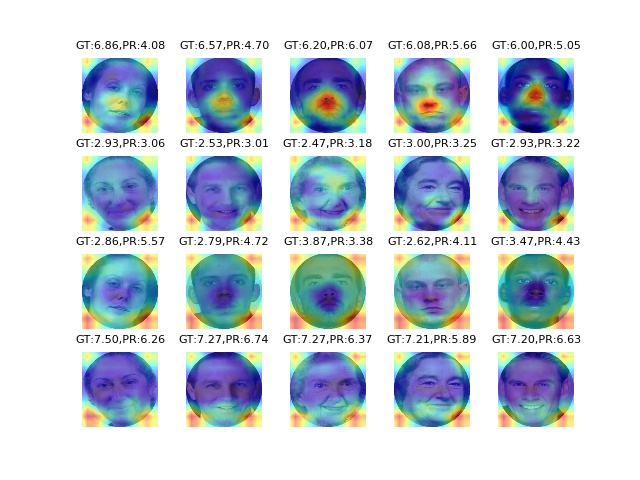 GT:6.86,PR:4.08 GT:6.57,PR:4.70 GT:6.20,PR:6.07 GT:6.08,PR:5.66 GT:6.00,PR:5.05
GT:2.93,PR:3.06 GT:2.53,PR:3.01 GT:2.47,PR:3.18 GT:3.00,PR:3.25 GT:2.93,PR:3.22
GT:2.86,PR:5.57 GT:2.79,PR:4.72 GT:3.87,PR:3.38 GT:2.62,PR:4.11 GT:3.47,PR:4.43
GT:7.50,PR:6.26 GT:7.27,PR:6.74 GT:7.27,PR:6.37 GT:7.21,PR:5.89 GT:7.20,PR:6.63